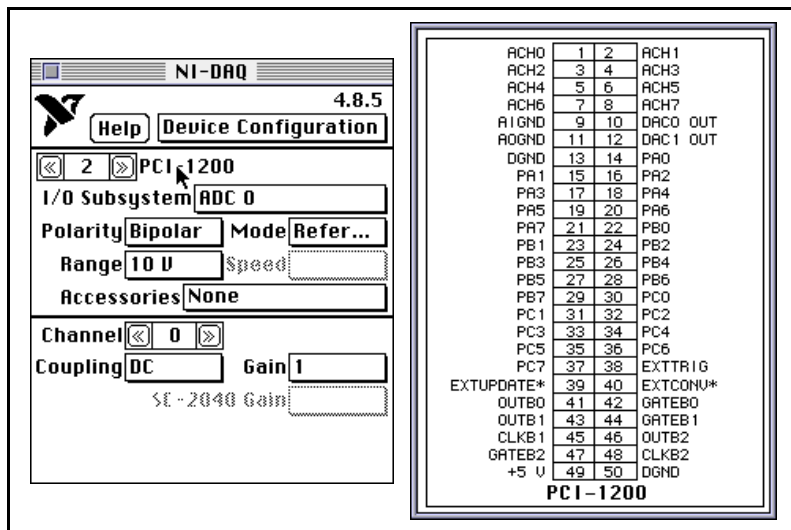 NI-DAQ
4.8.5
Help Device Configuration
2 PCI-1200
I/O Subsystem ADC 0
Polarity Bipolar Mode Refer...
Range 10 V Speed
Accessories None
Channel 0
Coupling DC Gain 1
SC-2040 Gain
ACH0 1 2 ACH1
ACH2 3 4 ACH3
ACH4 5 6 ACH5
ACH6 7 8 ACH7
AIGND 9 10 DAC0 OUT
AOGND 11 12 DAC1 OUT
DGND 13 14 PA0
PA1 15 16 PA2
PA3 17 18 PA4
PA5 19 20 PA6
PA7 21 22 PB0
PB1 23 24 PB2
PB3 25 26 PB4
PB5 27 28 PB6
PB7 29 30 PC0
PC1 31 32 PC2
PC3 33 34 PC4
PC5 35 36 PC6
PC7 37 38 EXTTRIG
EXTUPDATE* 39 40 EXTCONV*
OUTB0 41 42 GATEB0
OUTB1 43 44 GATEB1
CLKB1 45 46 OUTB2
GATEB2 47 48 CLKB2
+5 V 49 50 DGND
PCI-1200